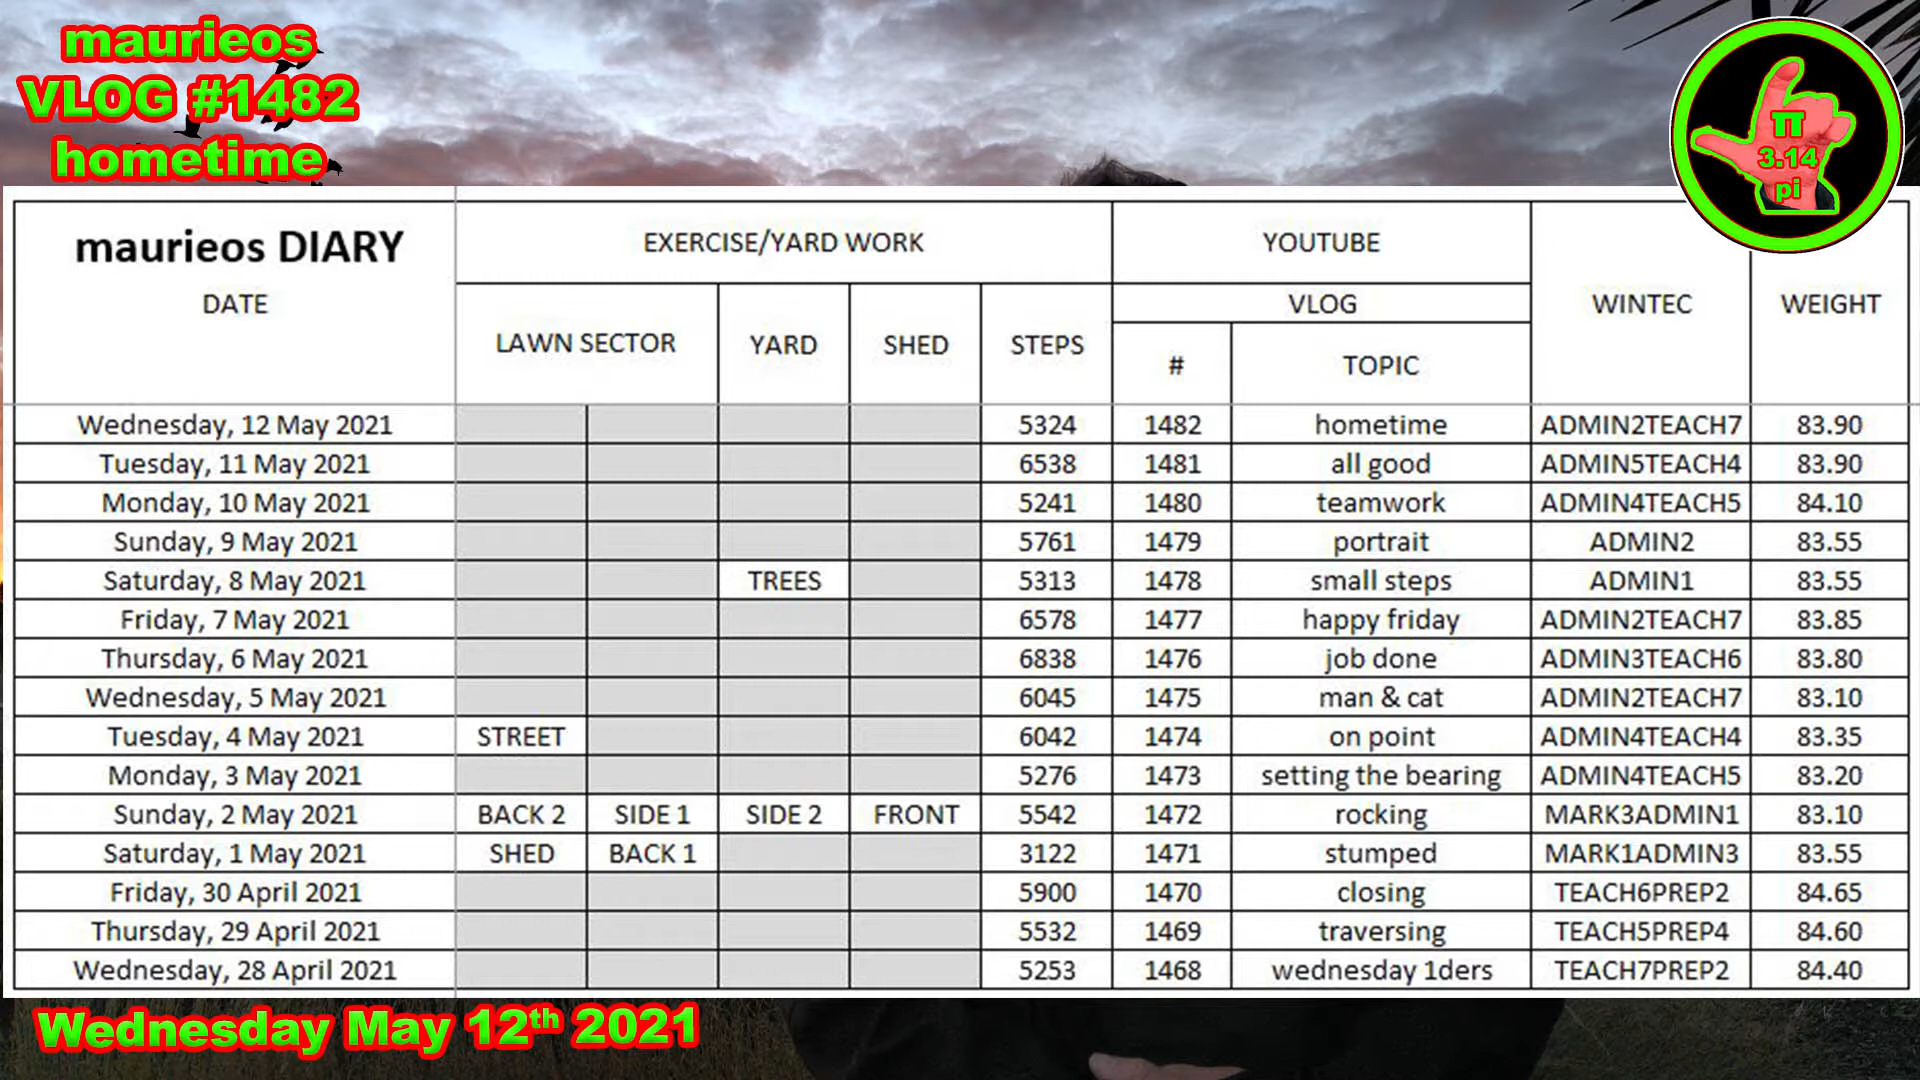 maurieos
VLOG #1482
hometime
π
3.14
pi
maurieos DIARY
DATE
EXERCISE/YARD WORK
YOUTUBE
WINTEC
WEIGHT
LAWN SECTOR
YARD
SHED
STEPS
VLOG
#
TOPIC
Wednesday, 12 May 2021 5324 1482 hometime ADMIN2TEACH7 83.90
Tuesday, 11 May 2021 6538 1481 all good ADMIN5TEACH4 83.90
Monday, 10 May 2021 5241 1480 teamwork ADMIN4TEACH5 84.10
Sunday, 9 May 2021 5761 1479 portrait ADMIN2 83.55
Saturday, 8 May 2021 TREES 5313 1478 small steps ADMIN1 83.55
Friday, 7 May 2021 6578 1477 happy friday ADMIN2TEACH7 83.85
Thursday, 6 May 2021 6838 1476 job done ADMIN3TEACH6 83.80
Wednesday, 5 May 2021 6045 1475 man & cat ADMIN2TEACH7 83.10
Tuesday, 4 May 2021 STREET 6042 1474 on point ADMIN4TEACH4 83.35
Monday, 3 May 2021 5276 1473 setting the bearing ADMIN4TEACH5 83.20
Sunday, 2 May 2021 BACK 2 SIDE 1 SIDE 2 FRONT 5542 1472 rocking MARK3ADMIN1 83.10
Saturday, 1 May 2021 SHED BACK 1 3122 1471 stumped MARK1ADMIN3 83.55
Friday, 30 April 2021 5900 1470 closing TEACH6PREP2 84.65
Thursday, 29 April 2021 5532 1469 traversing TEACH5PREP4 84.60
Wednesday, 28 April 2021 5253 1468 wednesday 1ders TEACH7PREP2 84.40
Wednesday May 12th 2021